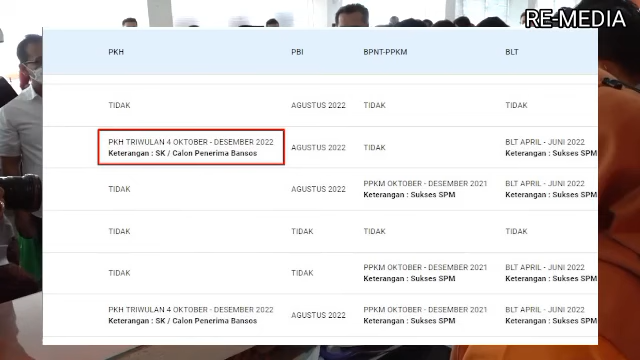 RE-MEDIA
PKH PBI BPNT-PPKM BLT
TIDAK AGUSTUS 2022 TIDAK TIDAK
PKH TRIWULAN 4 OKTOBER - DESEMBER 2022
Keterangan : SK / Calon Penerima Bansos
AGUSTUS 2022
TIDAK
BLT APRIL - JUNI 2022
Keterangan : Sukses SPM
TIDAK
AGUSTUS 2022
PPKM OKTOBER - DESEMBER 2021
Keterangan : Sukses SPM
BLT APRIL - JUNI 2022
Keterangan : Sukses SPM
TIDAK TIDAK TIDAK TIDAK
TIDAK
TIDAK
PPKM OKTOBER - DESEMBER 2021
Keterangan : Sukses SPM
BLT APRIL - JUNI 2022
Keterangan : Sukses SPM
PKH TRIWULAN 4 OKTOBER - DESEMBER 2022
Keterangan : SK / Calon Penerima Bansos
AGUSTUS 2022
PPKM OKTOBER - DESEMBER 2021
Keterangan : Sukses SPM
BLT APRIL - JUNI 2022
Keterangan : Sukses SPM